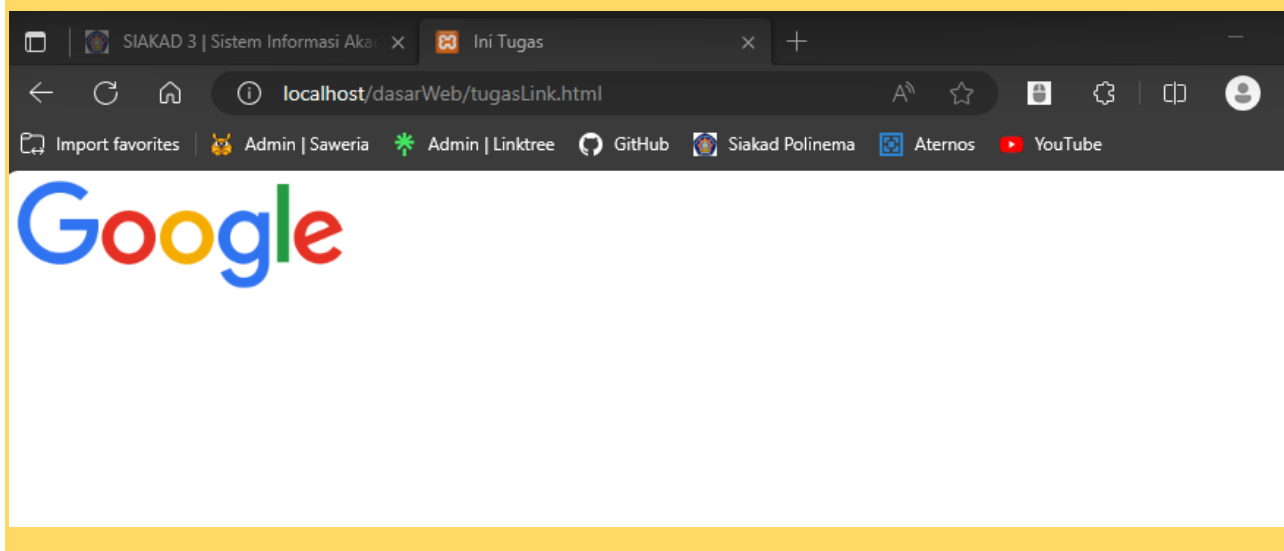 SIAKAD 3 | Sistem Informasi Aka
Ini Tugas
localhost/dasarWeb/tugasLink.html
Import favorites
Admin | Saweria
Admin | Linktree
GitHub
Siakad Polinema
Aternos
YouTube
Google